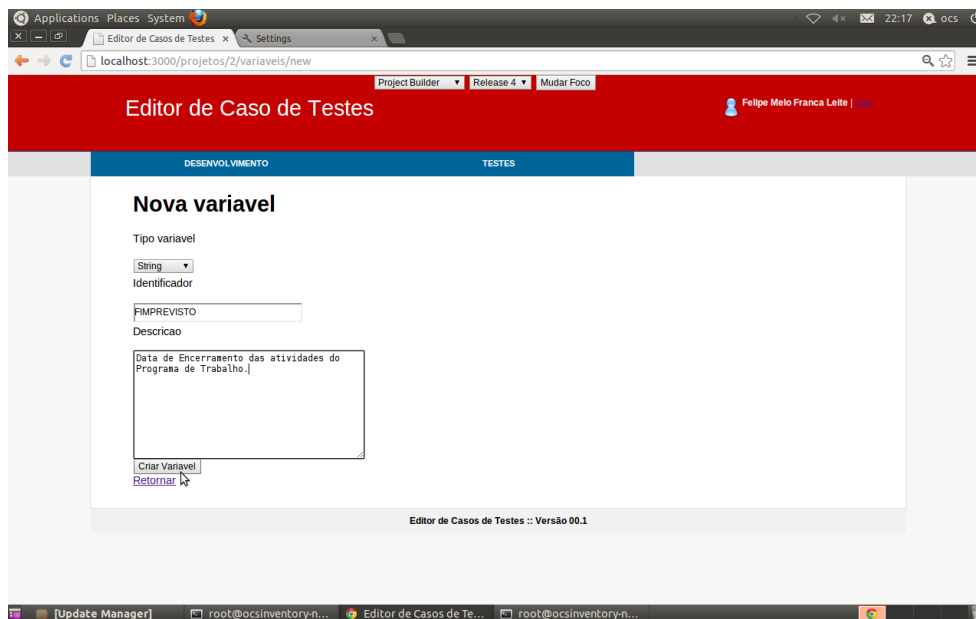 Applications Places System 22:17 ocs
Editor de Casos de Testes × Settings ×
localhost:3000/projetos/2/variaveis/new
Project Builder Release 4 Mudar Foco
Editor de Caso de Testes
Felipe Melo Franca Leite |
DESENVOLVIMENTO TESTES
Nova variavel
Tipo variavel
String
Identificador
FIMPREVISTO
Descricao
Data de Encerramento das atividades do
Programa de Trabalho.
Criar Variavel
Retornar
Editor de Casos de Testes :: Versão 00.1
[Update Manager] root@ocsinventory-n... Editor de Casos de Te... root@ocsinventory-n...